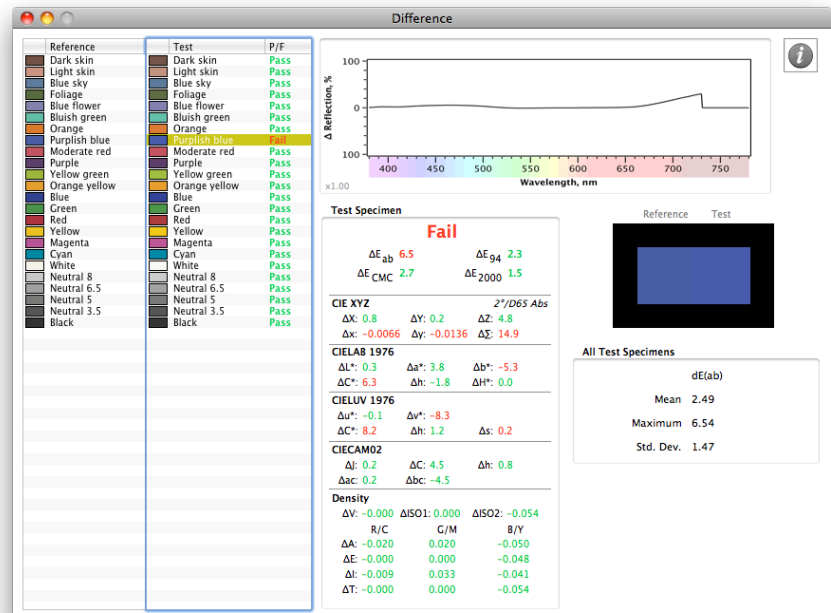 Difference
Reference Test P/F
Dark skin Dark skin Pass
Light skin Light skin Pass
Blue sky Blue sky Pass
Foliage Foliage Pass
Blue flower Blue flower Pass
Bluish green Bluish green Pass
Orange Orange Pass
Purplish blue Purplish blue Fail
Moderate red Moderate red Pass
Purple Purple Pass
Yellow green Yellow green Pass
Orange yellow Orange yellow Pass
Blue Blue Pass
Green Green Pass
Red Red Pass
Yellow Yellow Pass
Magenta Magenta Pass
Cyan Cyan Pass
White White Pass
Neutral 8 Neutral 8 Pass
Neutral 6.5 Neutral 6.5 Pass
Neutral 5 Neutral 5 Pass
Neutral 3.5 Neutral 3.5 Pass
Black Black Pass
Δ Reflection, %
100
0
100
400 450 500 550 600 650 700 750
x1.00
Wavelength, nm
i
Test Specimen
Fail
ΔEab 6.5 ΔE94 2.3
ΔECMC 2.7 ΔE2000 1.5
CIE XYZ 2°/D65 Abs
ΔX: 0.8 ΔY: 0.2 ΔZ: 4.8
Δx: -0.0066 Δy: -0.0136 ΔΣ: 14.9
CIELAB 1976
ΔL*: 0.3 Δa*: 3.8 Δb*: -5.3
ΔC*: 6.3 Δh: -1.8 ΔH*: 0.0
CIELUV 1976
Δu*: -0.1 Δv*: -8.3
ΔC*: 8.2 Δh: 1.2 Δs: 0.2
CIECAM02
ΔJ: 0.2 ΔC: 4.5 Δh: 0.8
Δac: 0.2 Δbc: -4.5
Density
ΔV: -0.000 ΔISO1: 0.000 ΔISO2: -0.054
R/C G/M B/Y
ΔA: -0.020 0.020 -0.050
ΔE: -0.000 0.000 -0.048
ΔI: -0.009 0.033 -0.041
ΔT: -0.000 0.000 -0.054
Reference Test
All Test Specimens
dE(ab)
Mean 2.49
Maximum 6.54
Std. Dev. 1.47